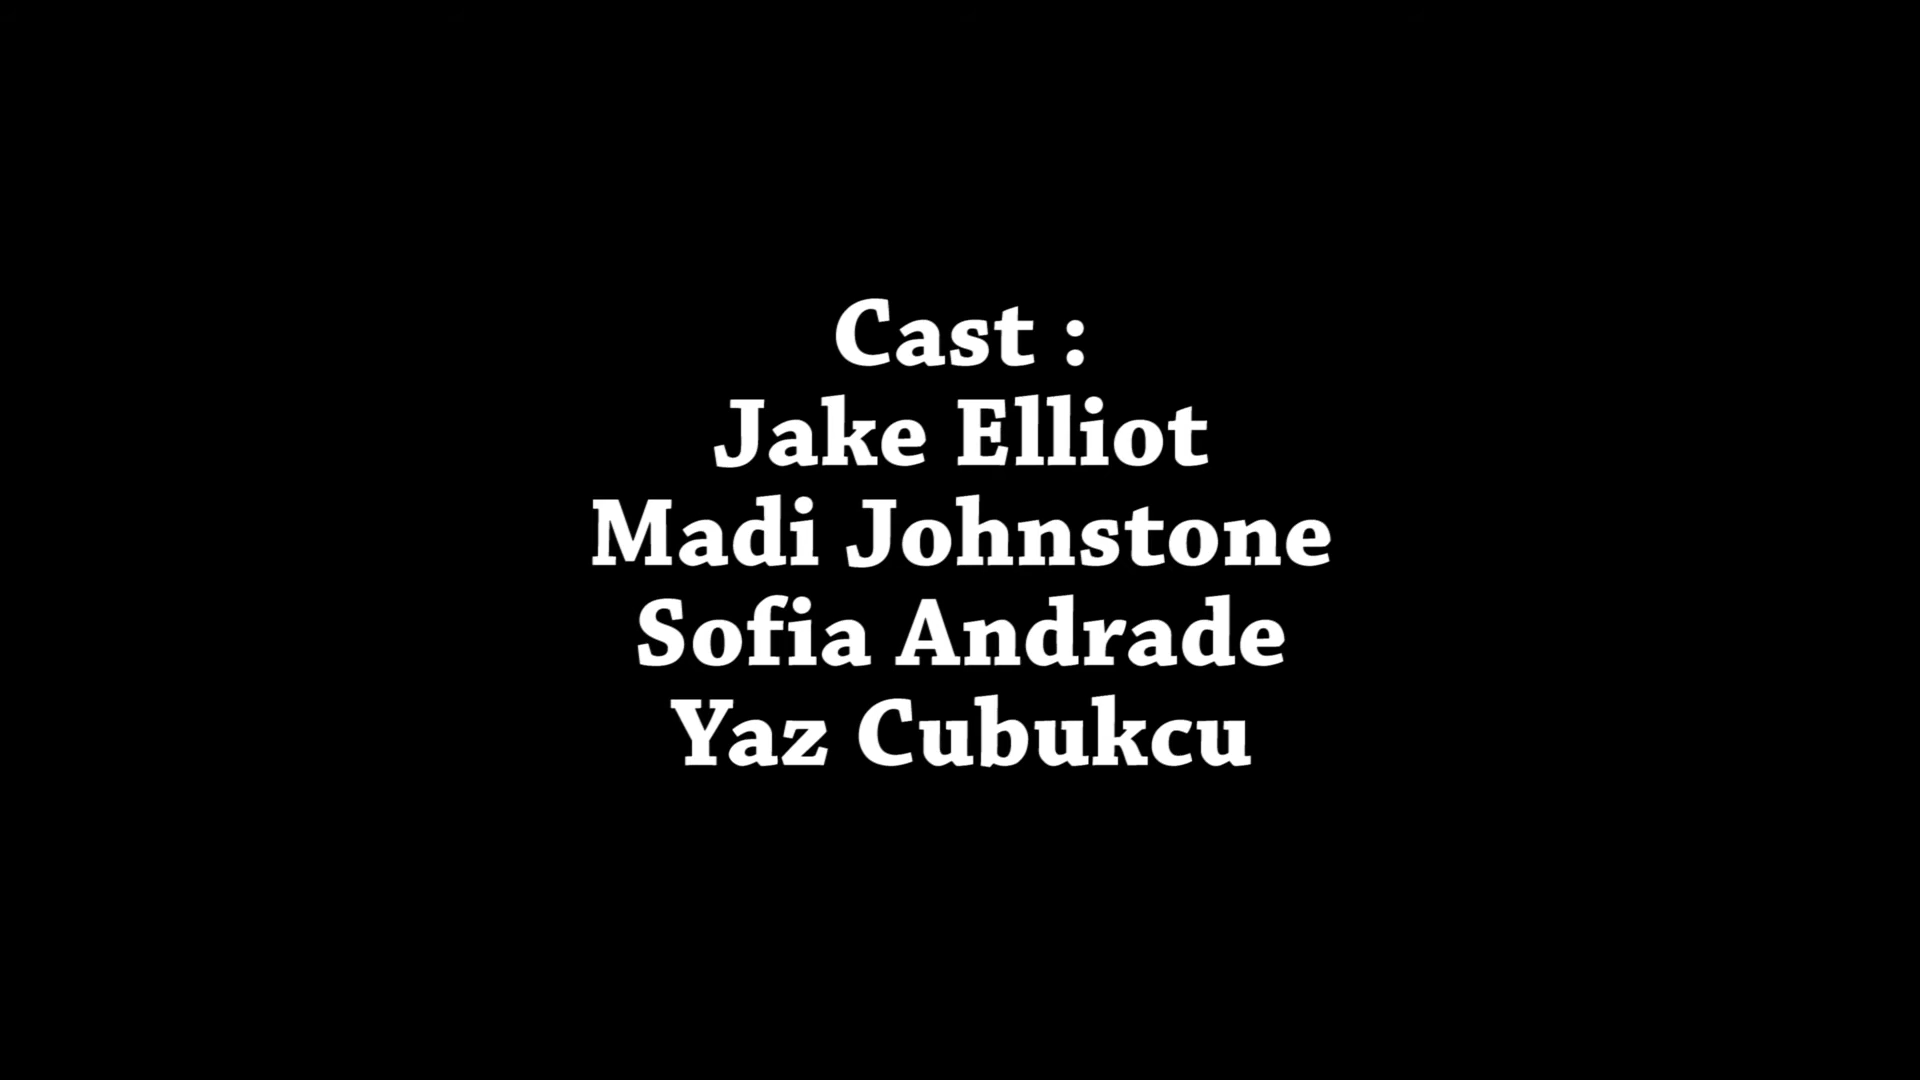 Cast :
Jake Elliot
Madi Johnstone
Sofia Andrade
Yaz Cubukcu